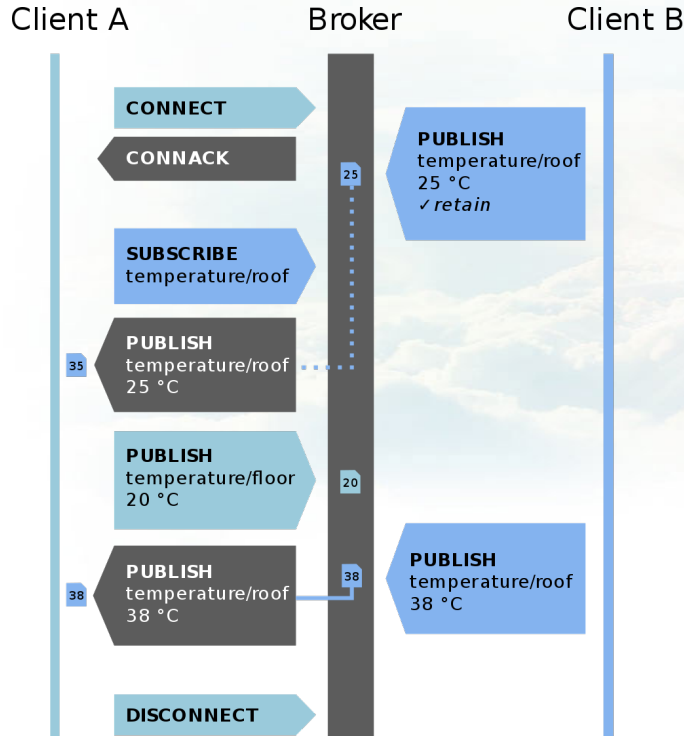 Client A
Broker
Client B
CONNECT
CONNACK
PUBLISH
temperature/roof
25 °C
✓retain
25
SUBSCRIBE
temperature/roof
PUBLISH
temperature/roof
25 °C
35
PUBLISH
temperature/floor
20 °C
20
PUBLISH
temperature/roof
38 °C
38
PUBLISH
temperature/roof
38 °C
38
DISCONNECT